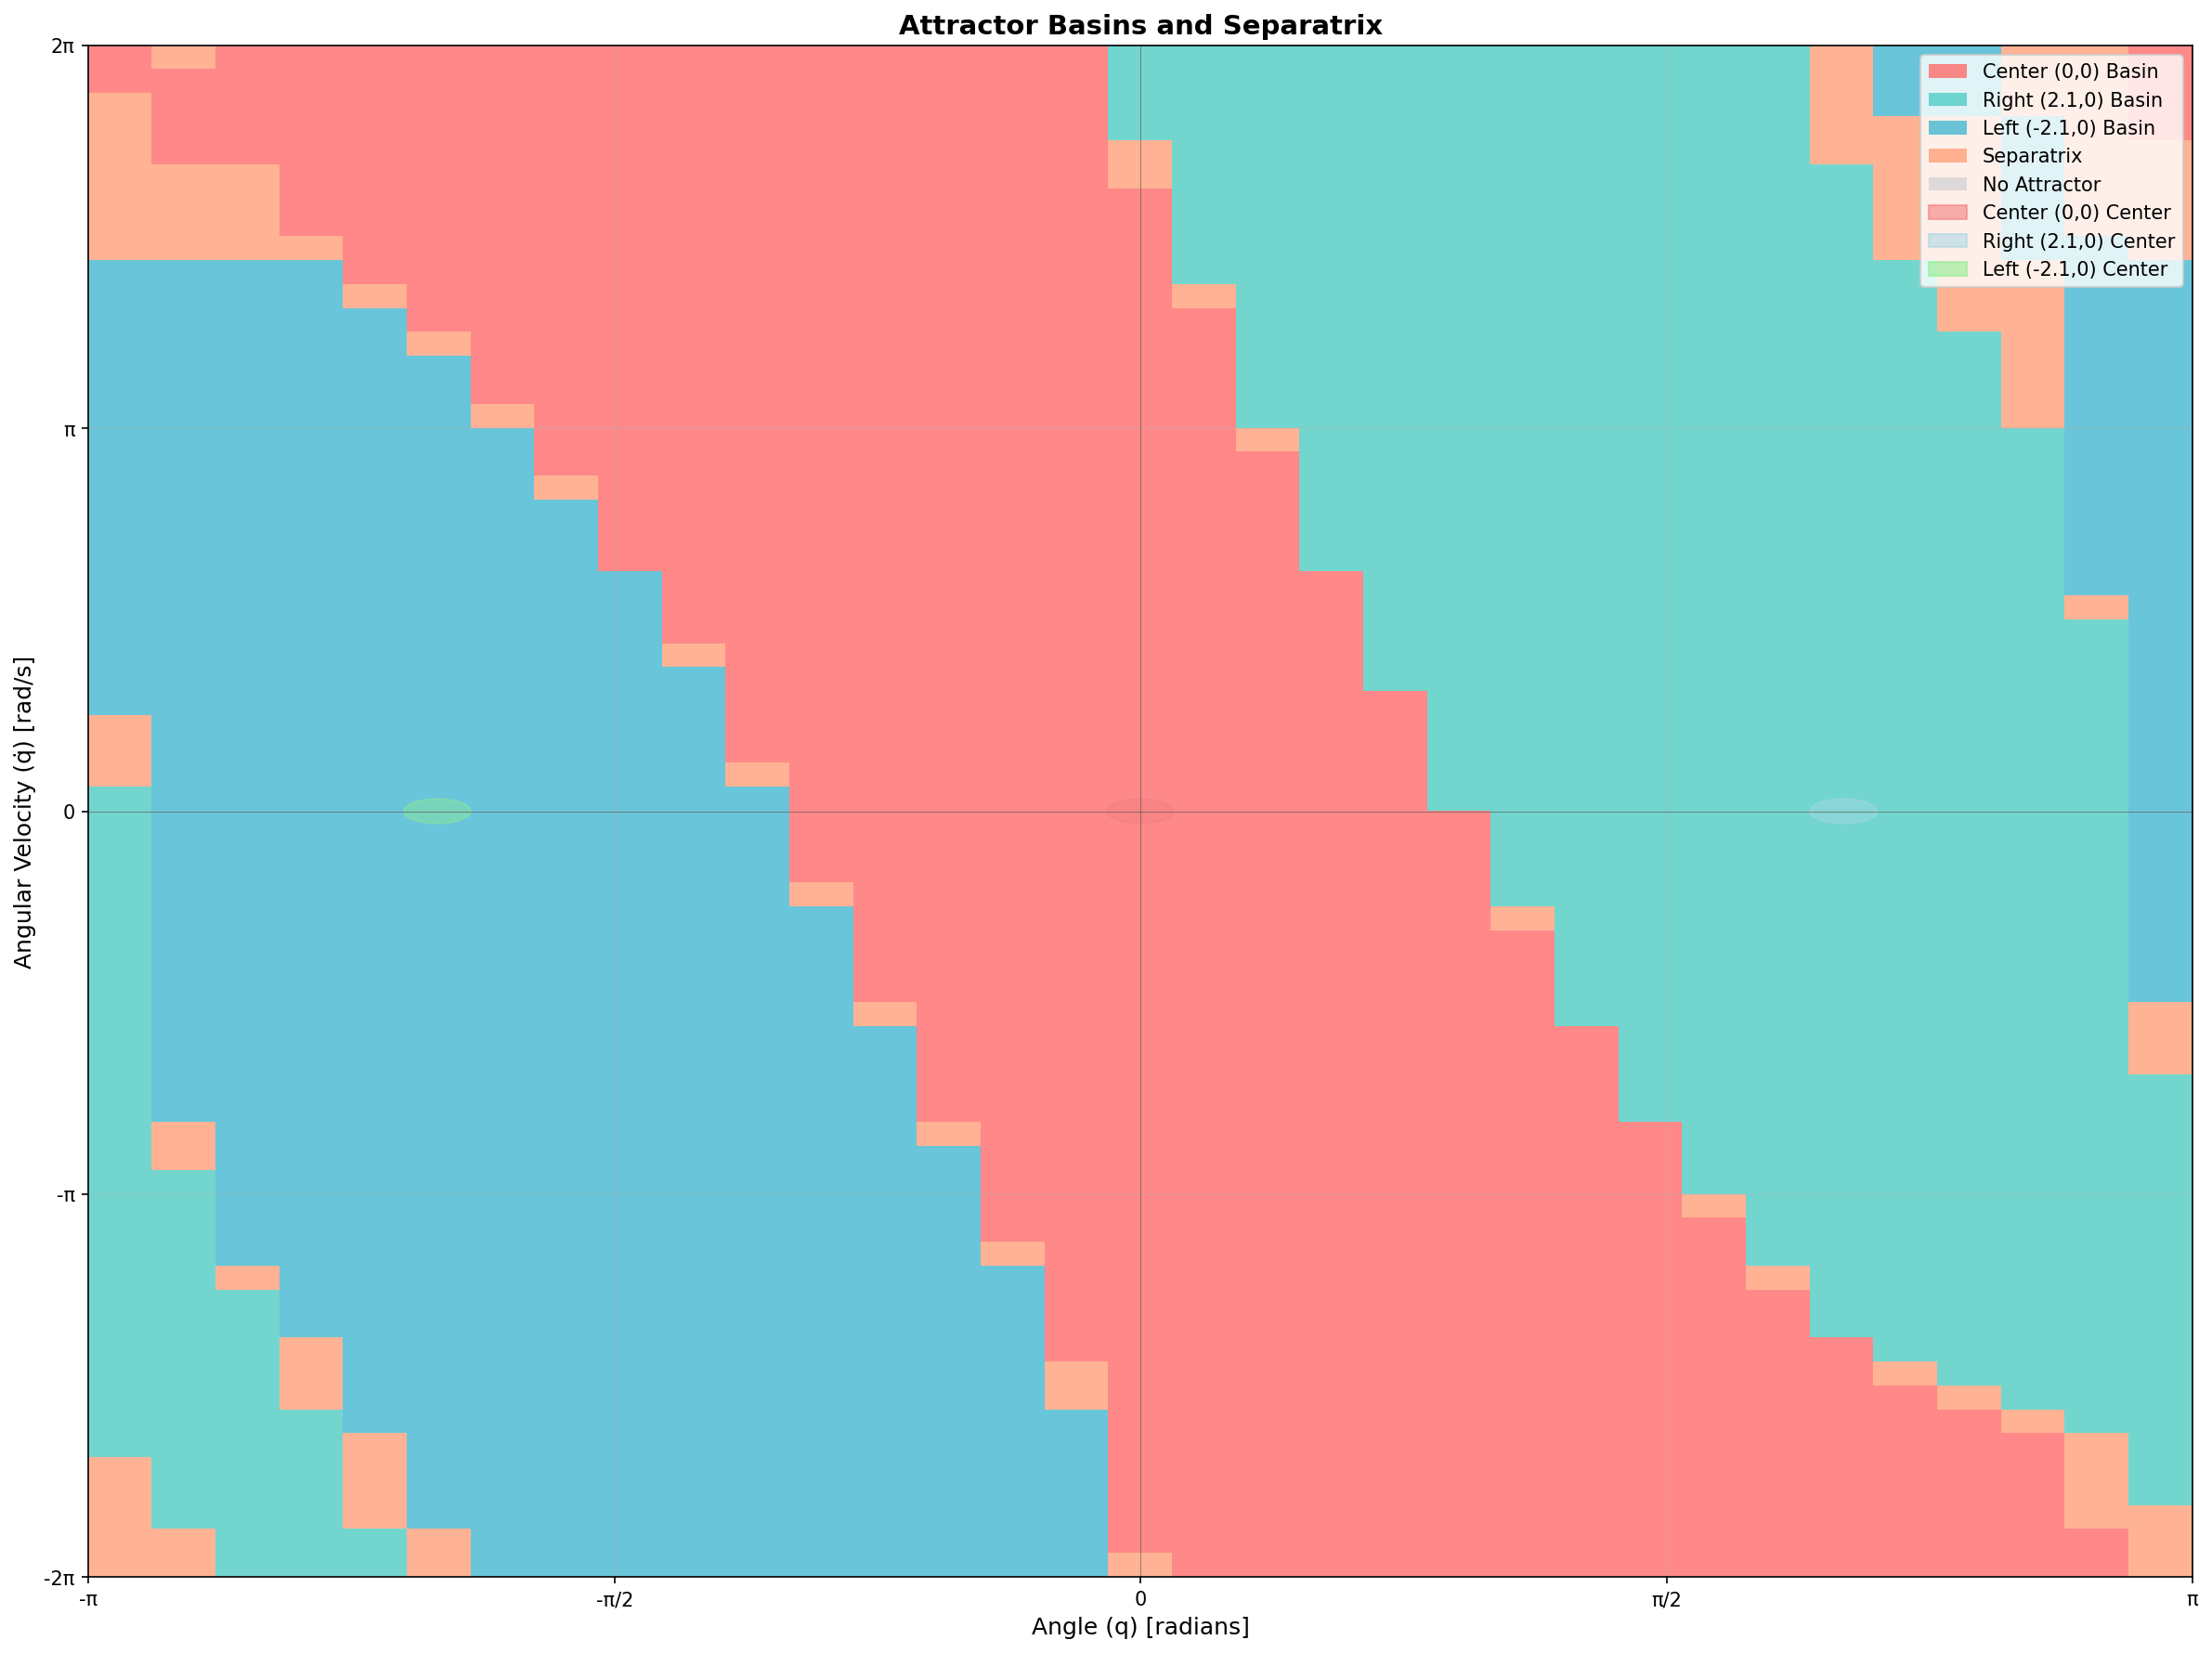 Attractor Basins and Separatrix
2π
π
0
-π
-2π
Angular Velocity (q̇) [rad/s]
Center (0,0) Basin
Right (2.1,0) Basin
Left (-2.1,0) Basin
Separatrix
No Attractor
Center (0,0) Center
Right (2.1,0) Center
Left (-2.1,0) Center
-π
-π/2
0
π/2
π
Angle (q) [radians]